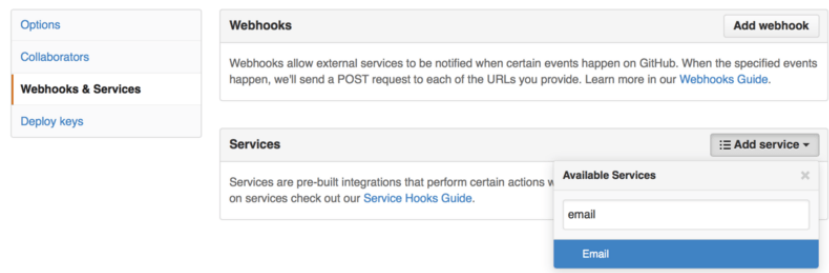 Options
Collaborators
Webhooks & Services
Deploy keys
Webhooks
Add webhook
Webhooks allow external services to be notified when certain events happen on GitHub. When the specified events
happen, we'll send a POST request to each of the URLs you provide. Learn more in our Webhooks Guide.
Services
Add service
Services are pre-built integrations that perform certain actions
on services check out our Service Hooks Guide.
Available Services
email
Email